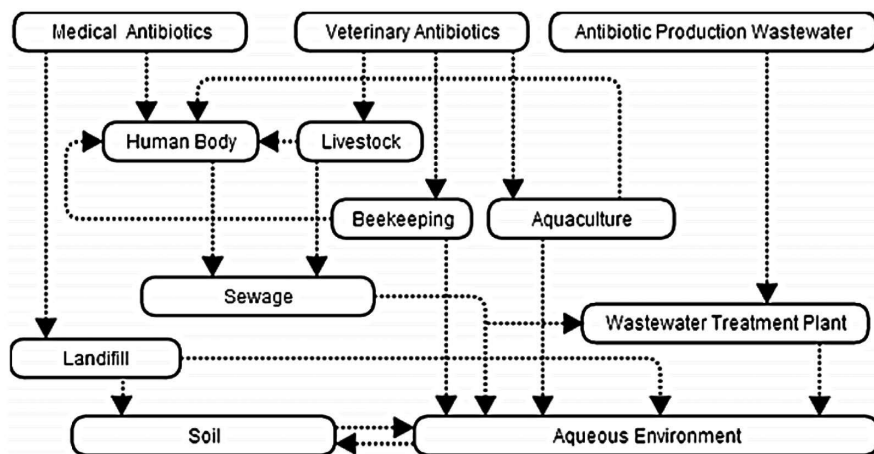 Medical Antibiotics
Veterinary Antibiotics
Antibiotic Production Wastewater
Human Body
Livestock
Beekeeping
Aquaculture
Sewage
Wastewater Treatment Plant
Landifill
Soil
Aqueous Environment